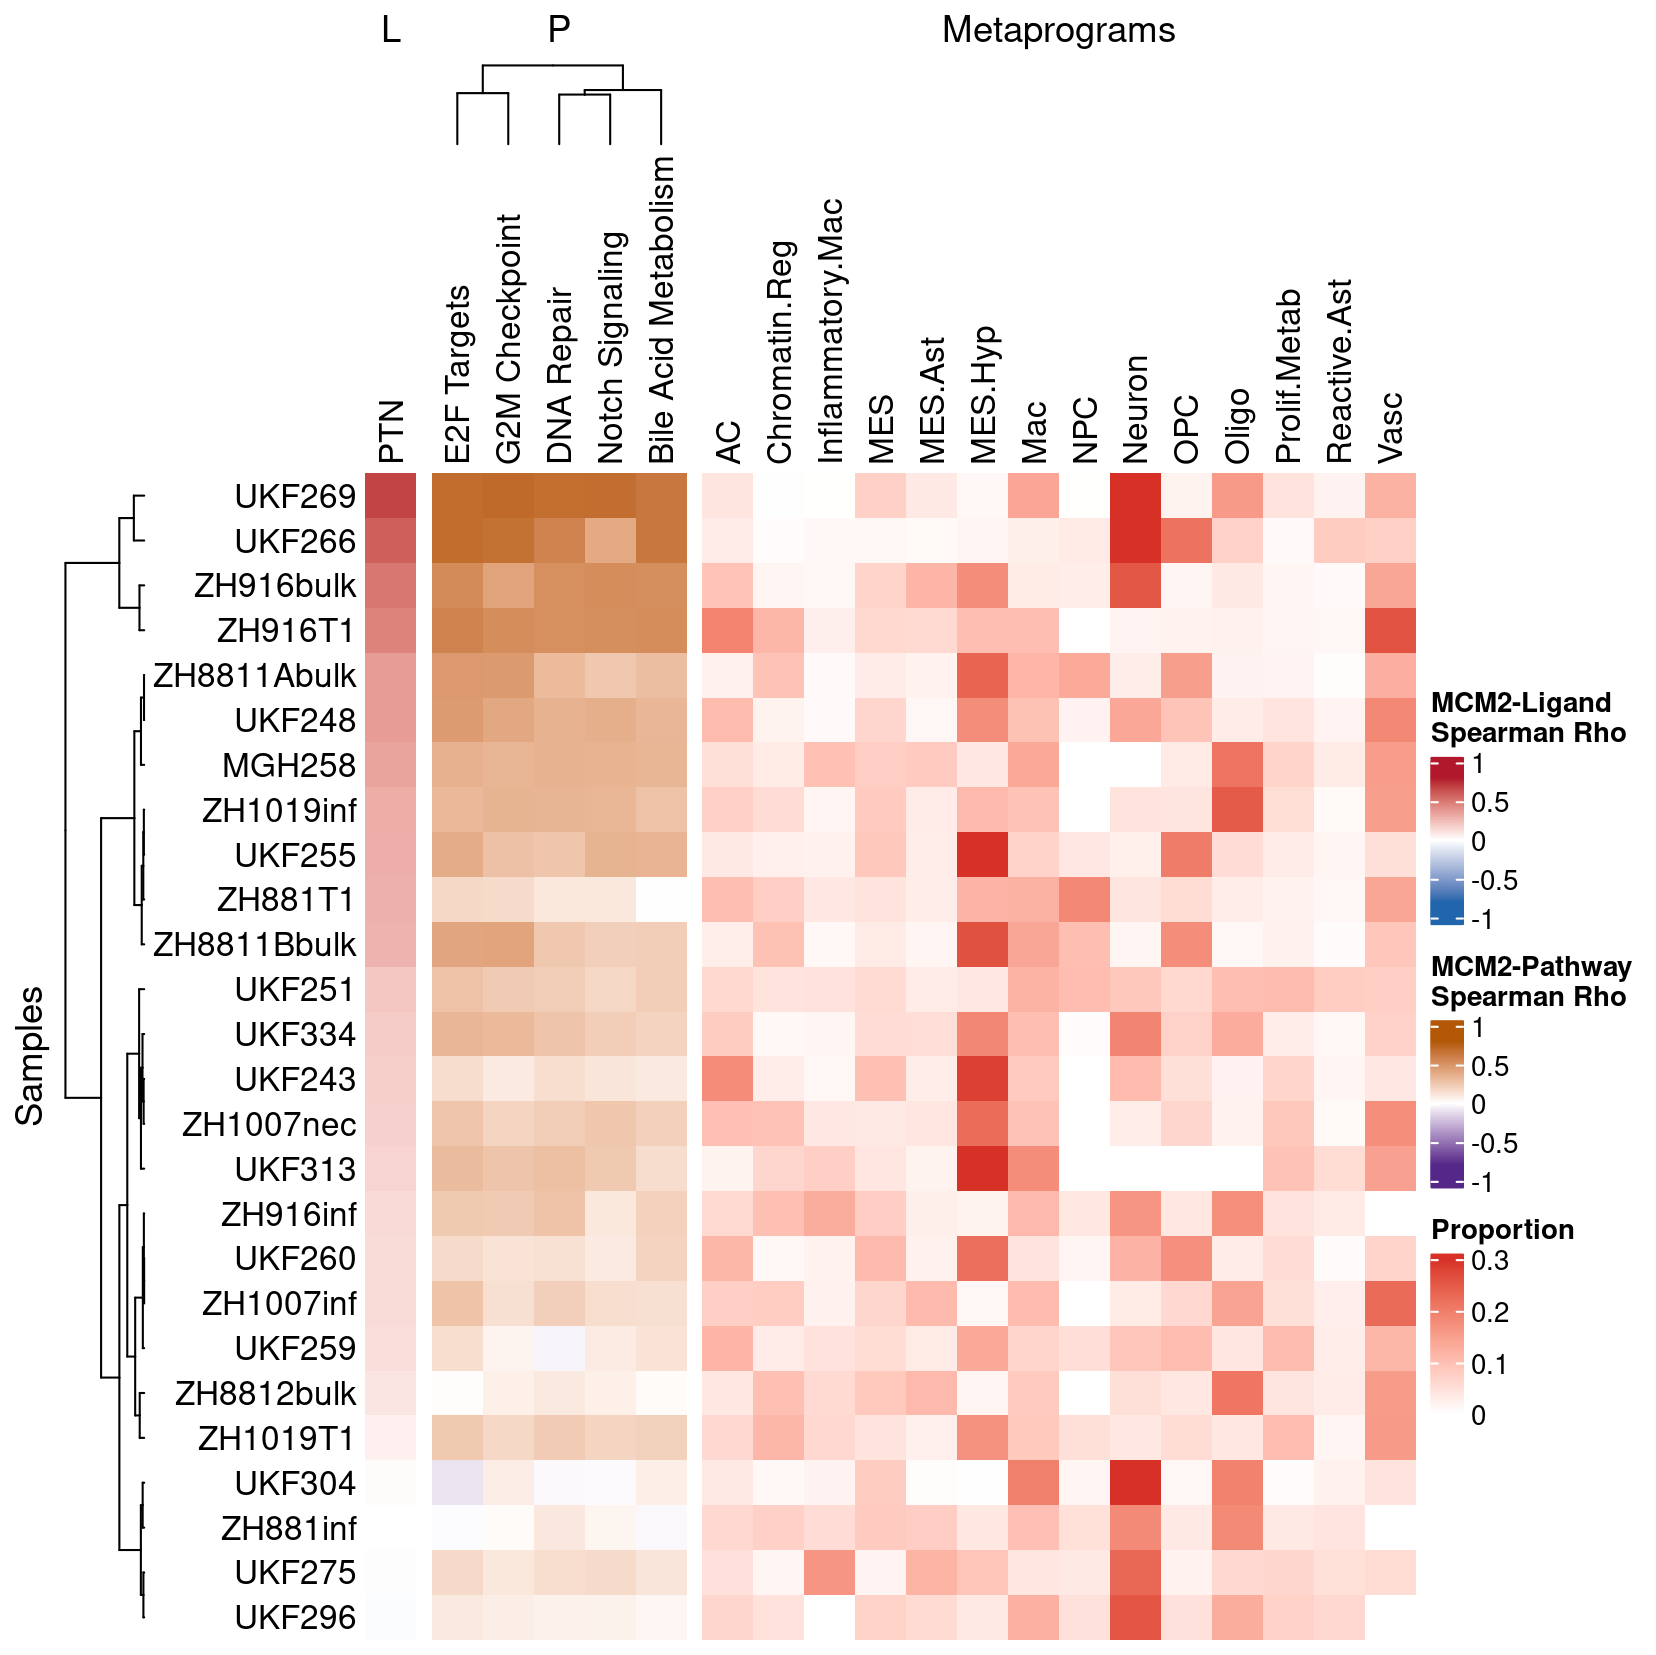 L P Metaprograms
PTN
E2F Targets
G2M Checkpoint
DNA Repair
Notch Signaling
Bile Acid Metabolism
AC
Chromatin.Reg
Inflammatory.Mac
MES
MES.Ast
MES.Hyp
Mac
NPC
Neuron
OPC
Oligo
Prolif.Metab
Reactive.Ast
Vasc
Samples
UKF269
UKF266
ZH916bulk
ZH916T1
ZH8811Abulk
UKF248
MGH258
ZH1019inf
UKF255
ZH881T1
ZH8811Bbulk
UKF251
UKF334
UKF243
ZH1007nec
UKF313
ZH916inf
UKF260
ZH1007inf
UKF259
ZH8812bulk
ZH1019T1
UKF304
ZH881inf
UKF275
UKF296
MCM2-Ligand
Spearman Rho
1
0.5
0
-0.5
-1
MCM2-Pathway
Spearman Rho
1
0.5
0
-0.5
-1
Proportion
0.3
0.2
0.1
0